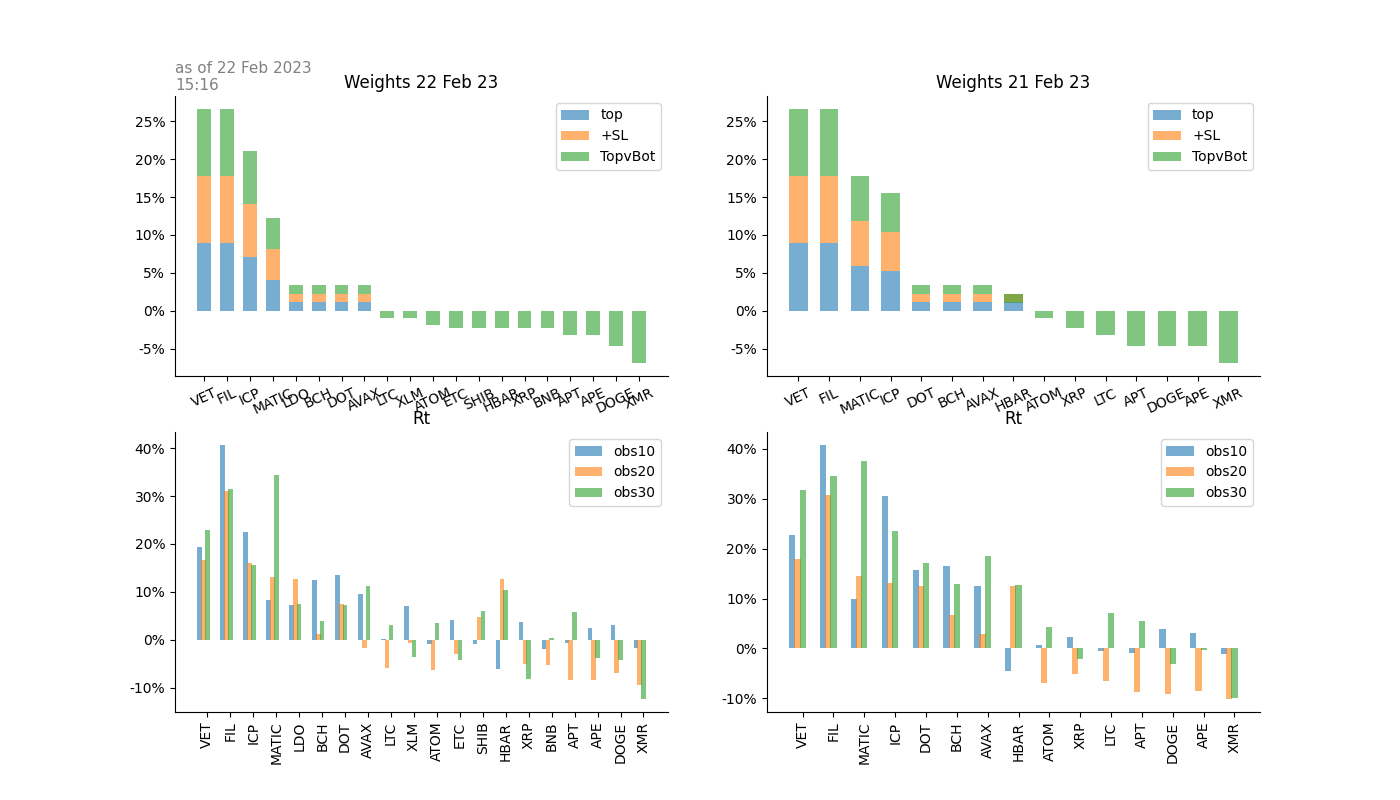 as of 22 Feb 2023
15:16
Weights 22 Feb 23
25%
20%
15%
10%
5%
0%
-5%
top
+SL
TopvBot
VET FIL ICP MATIC LDO BCH DOT AVAX LTC XLM ATOM ETC SHIB HBAR XRP BNB APT APE DOGE XMR
Weights 21 Feb 23
25%
20%
15%
10%
5%
0%
-5%
top
+SL
TopvBot
VET FIL MATIC ICP DOT BCH AVAX HBAR ATOM XRP LTC APT DOGE APE XMR
Rt
40%
30%
20%
10%
0%
-10%
obs10
obs20
obs30
VET FIL ICP MATIC LDO BCH DOT AVAX LTC XLM ATOM ETC SHIB HBAR XRP BNB APT APE DOGE XMR
Rt
40%
30%
20%
10%
0%
-10%
obs10
obs20
obs30
VET FIL MATIC ICP DOT BCH AVAX HBAR ATOM XRP LTC APT DOGE APE XMR